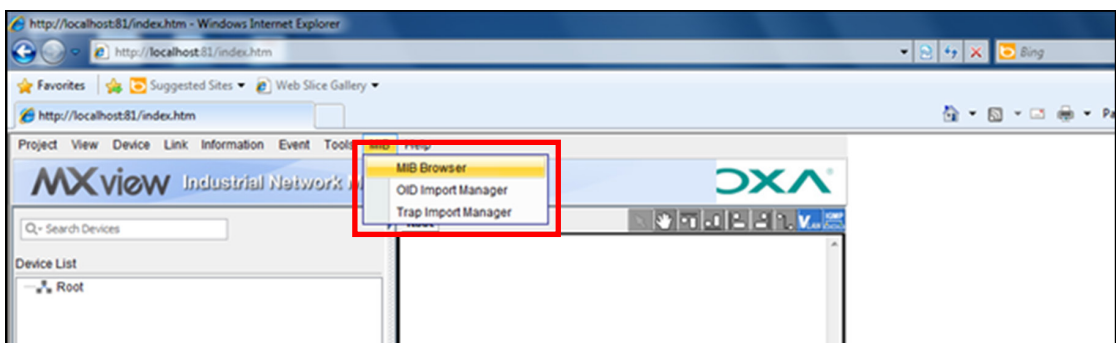 http://localhost:81/index.htm - Windows Internet Explorer
http://localhost:81/index.htm
Bing
Favorites Suggested Sites Web Slice Gallery
http://localhost:81/index.htm
Project View Device Link Information Event Tools MIB Help
MXview Industrial Network
MIB Browser
OID Import Manager
Trap Import Manager
Search Devices
Root
Device List
Root